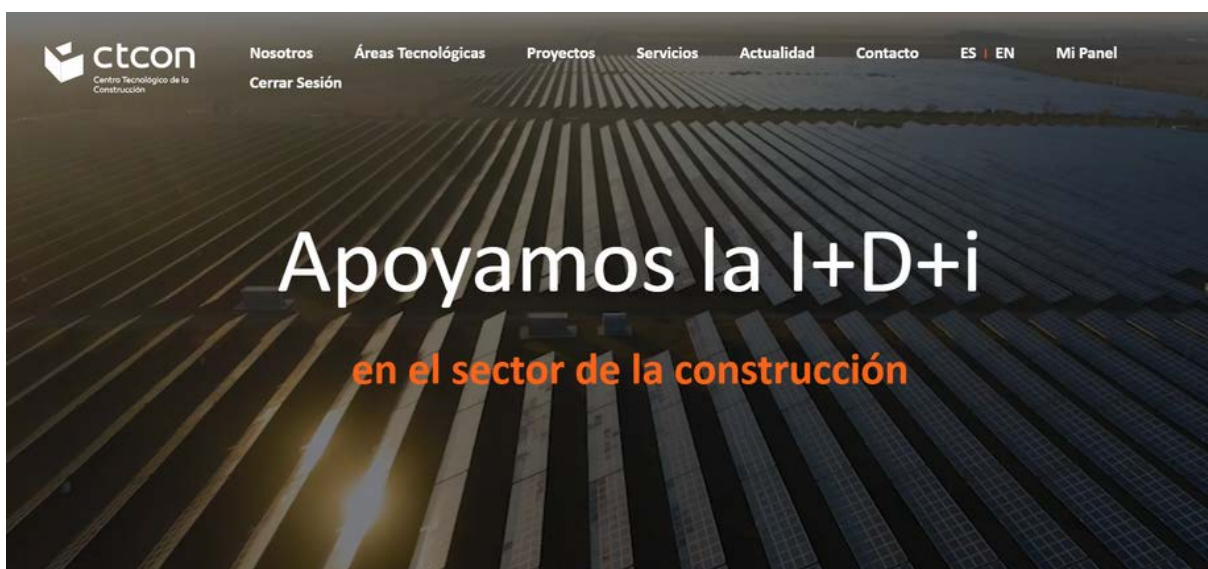 ctcon
Centro Tecnológico de la
Construcción
Nosotros Áreas Tecnológicas Proyectos Servicios Actualidad Contacto ES | EN Mi Panel
Cerrar Sesión
Apoyamos la I+D+i
en el sector de la construcción